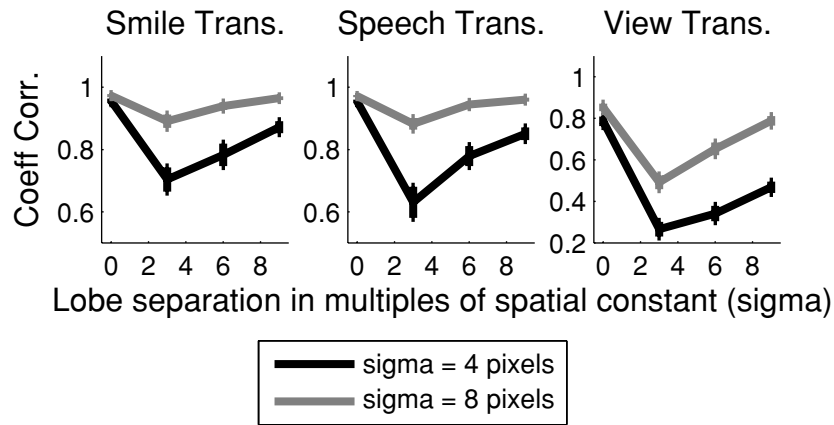 Smile Trans. Speech Trans. View Trans.
Coeff Corr.
1
0.8
0.6
0 2 4 6 8
1
0.8
0.6
0 2 4 6 8
1
0.8
0.6
0.4
0.2
0 2 4 6 8
Lobe separation in multiples of spatial constant (sigma)
sigma = 4 pixels
sigma = 8 pixels